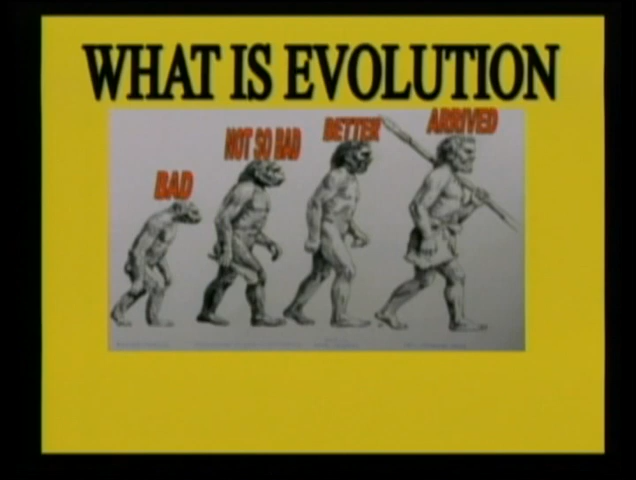 WHAT IS EVOLUTION
BAD
NOT SO BAD
BETTER
ARRIVED